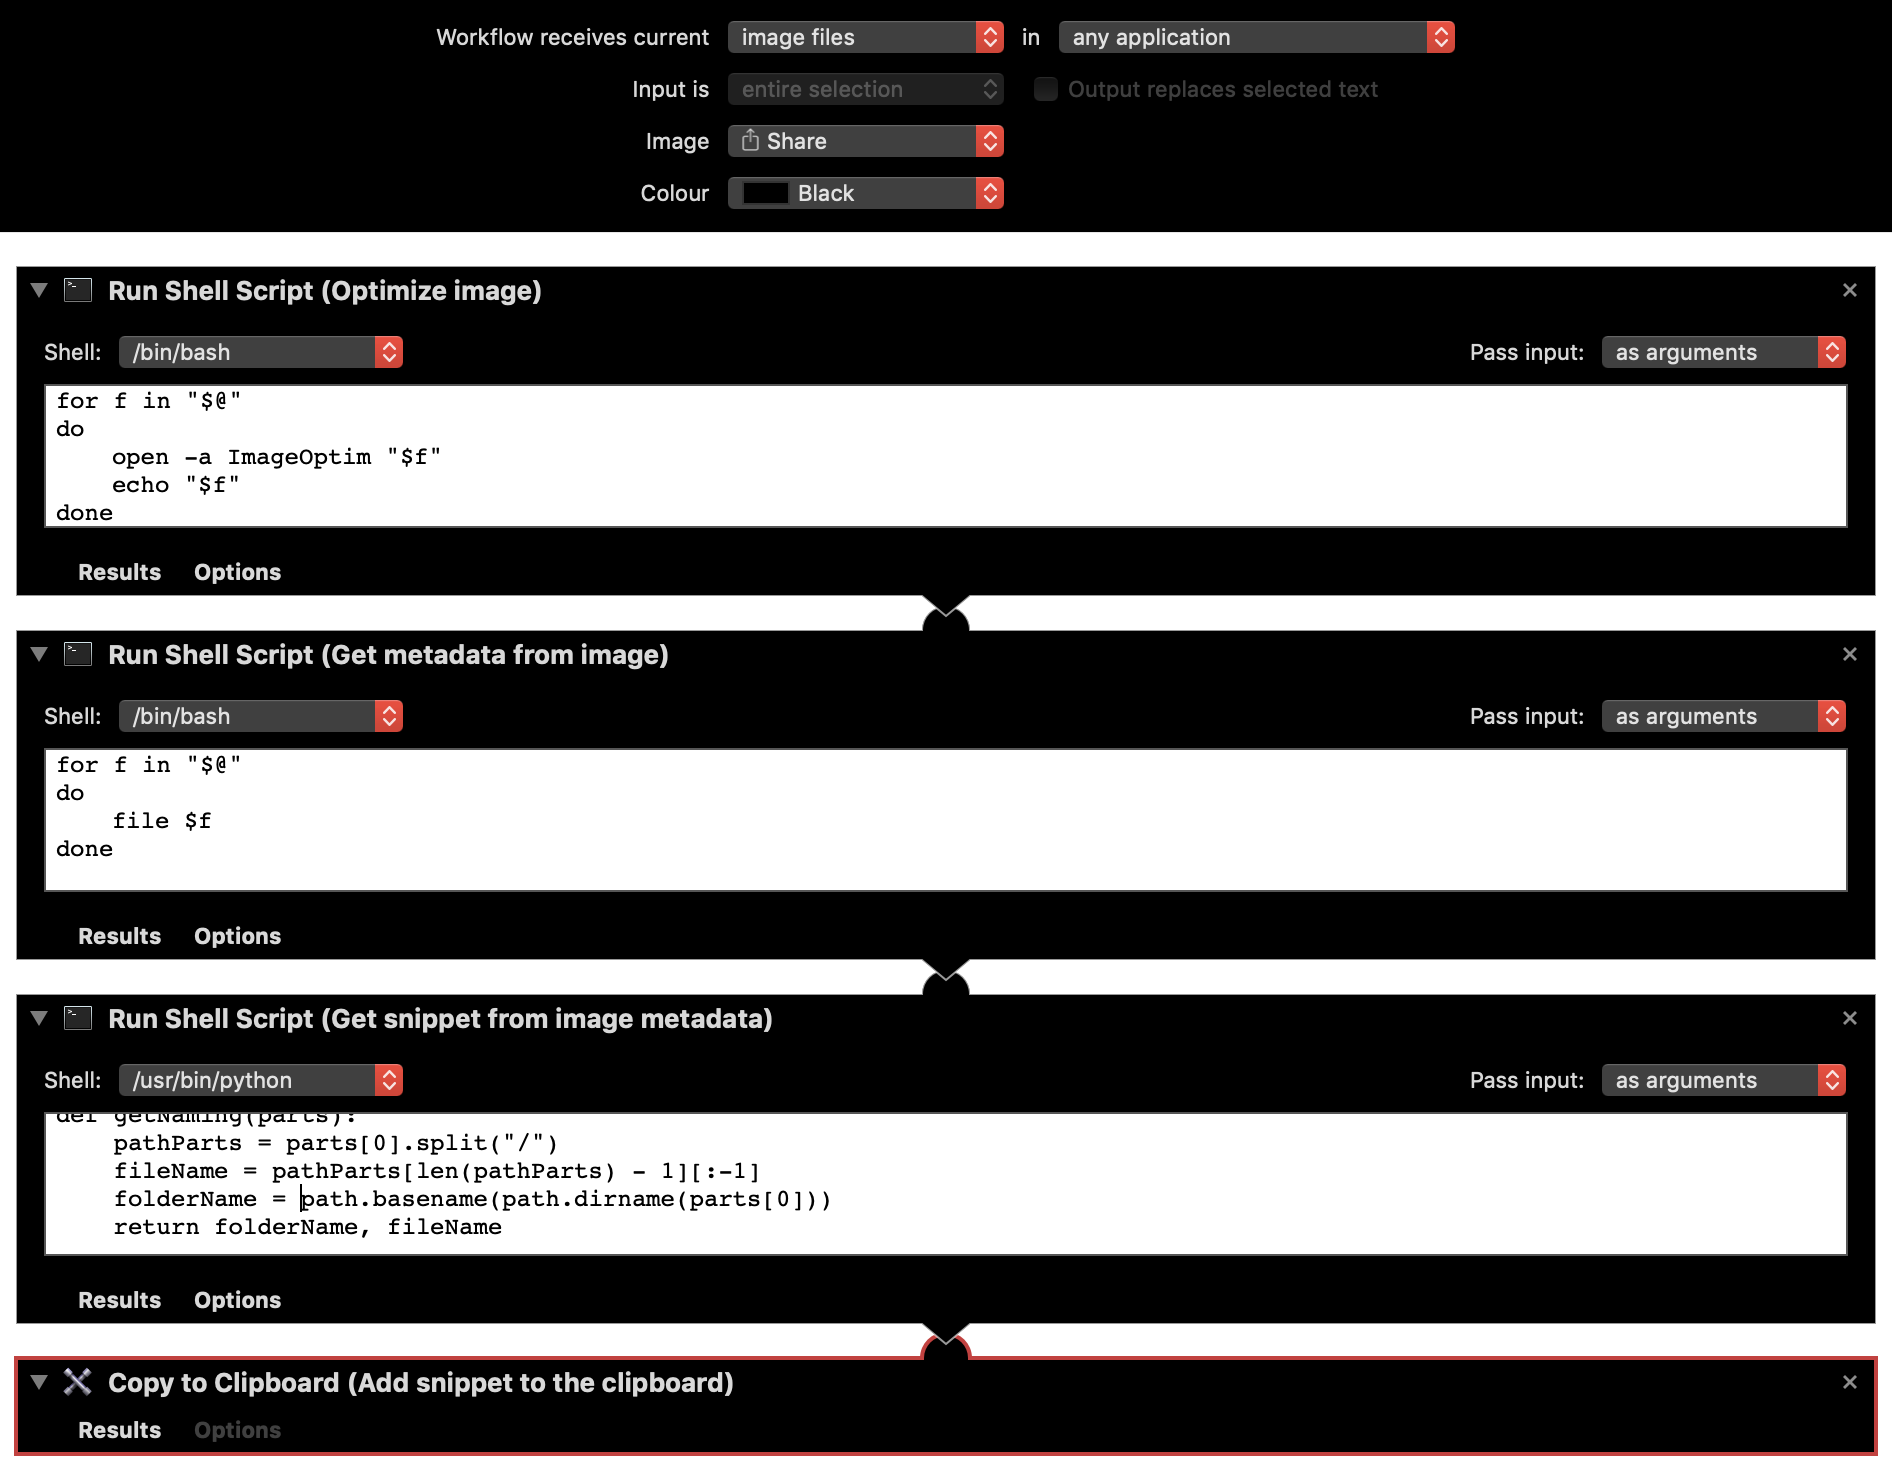 Workflow receives current image files in any application
Input is entire selection Output replaces selected text
Image Share
Colour Black
Run Shell Script (Optimize image)
Shell: /bin/bash Pass input: as arguments
for f in "$@"
do
    open -a ImageOptim "$f"
    echo "$f"
done
Results Options
Run Shell Script (Get metadata from image)
Shell: /bin/bash Pass input: as arguments
for f in "$@"
do
    file $f
done
Results Options
Run Shell Script (Get snippet from image metadata)
Shell: /usr/bin/python Pass input: as arguments
def getNaming(parts):
    pathParts = parts[0].split("/")
    fileName = pathParts[len(pathParts) - 1][:-1]
    folderName = path.basename(path.dirname(parts[0]))
    return folderName, fileName
Results Options
Copy to Clipboard (Add snippet to the clipboard)
Results Options